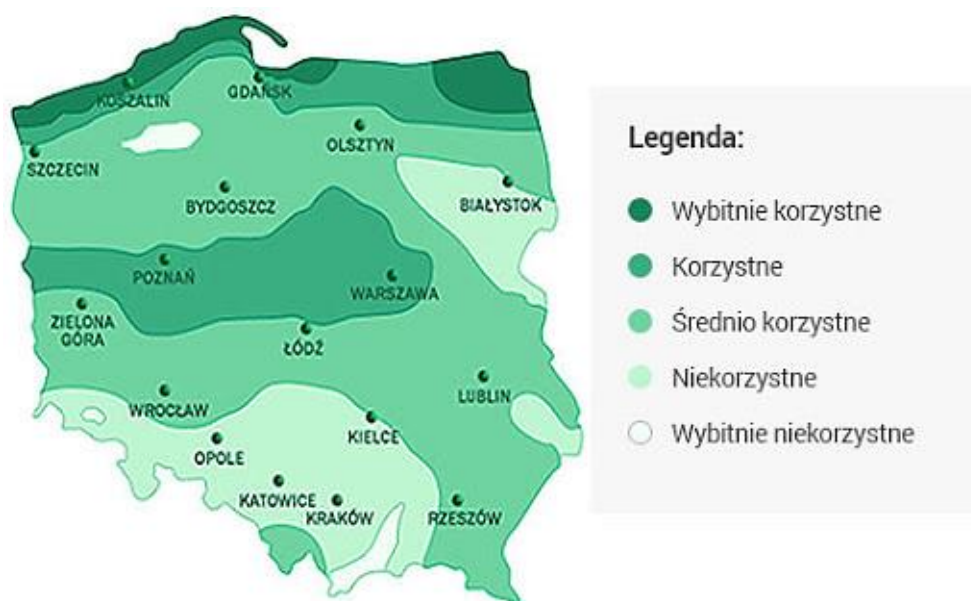 KOSZALIN
GDAŃSK
OLSZTYN
SZCZECIN
BYDGOSZCZ
BIAŁYSTOK
POZNAŃ
WARSZAWA
ZIELONA
GÓRA
ŁÓDŹ
WROCŁAW
LUBLIN
KIELCE
OPOLE
KATOWICE
KRAKÓW
RZESZÓW
Legenda:
Wybitnie korzystne
Korzystne
Średnio korzystne
Niekorzystne
Wybitnie niekorzystne